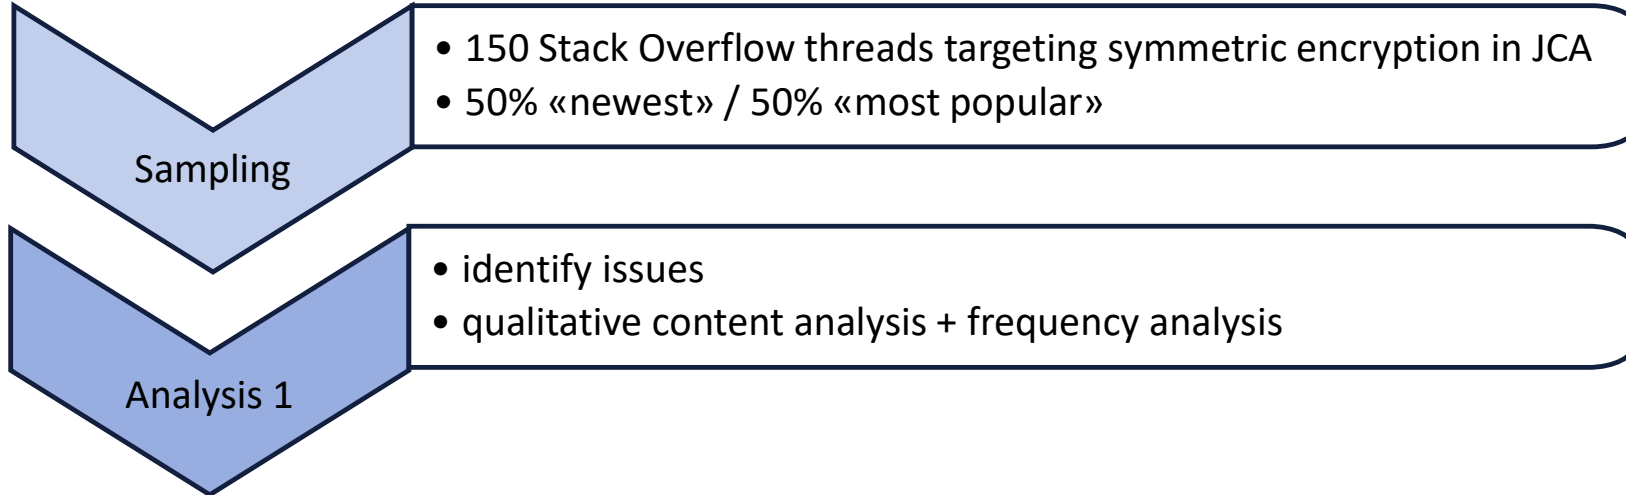 • 150 Stack Overflow threads targeting symmetric encryption in JCA
• 50% «newest» / 50% «most popular»
Sampling
• identify issues
• qualitative content analysis + frequency analysis
Analysis 1